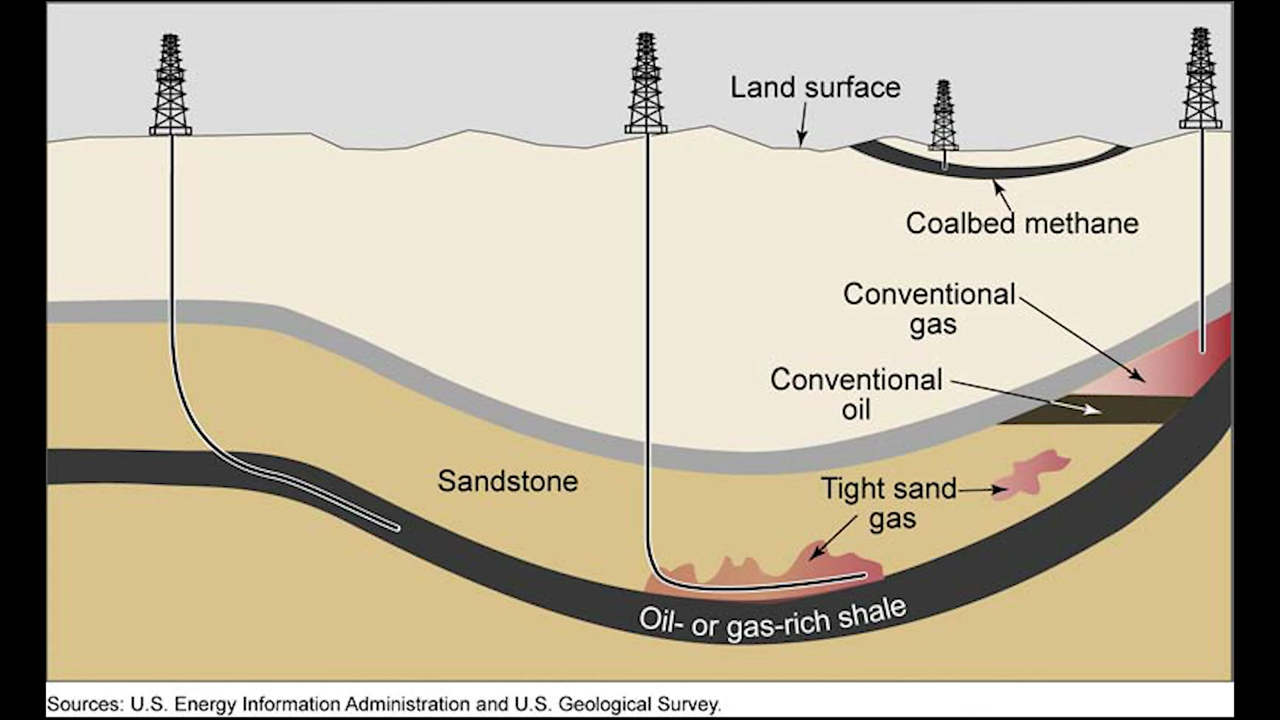 Land surface
Coalbed methane
Conventional
gas
Conventional
oil
Sandstone
Tight sand
gas
Oil- or gas-rich shale
Sources: U.S. Energy Information Administration and U.S. Geological Survey.